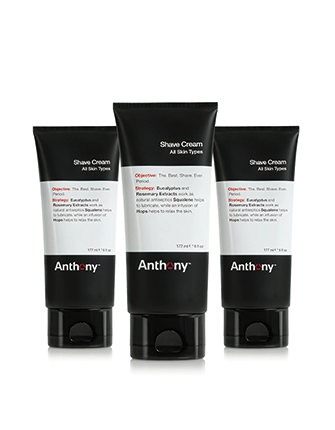 Shave Cream
All Skin Types
Objective: The. Best. Shave. Ever.
Period.
Strategy: Eucalyptus and
Rosemary Extracts work as
natural antiseptics Squalene helps
to lubricate, while an infusion of
Hops helps to relax the skin.
177 ml / 6 fl oz
Anthony™
Shave Cream
All Skin Types
Objective: The. Best. Shave. Ever.
Period.
Strategy: Eucalyptus and
Rosemary Extracts work as
natural antiseptics Squalene helps
to lubricate, while an infusion of
Hops helps to relax the skin.
177 ml / 6 fl oz
Anthony™
Shave Cream
All Skin Types
Objective: The. Best. Shave. Ever.
Period.
Strategy: Eucalyptus and
Rosemary Extracts work as
natural antiseptics Squalene helps
to lubricate, while an infusion of
Hops helps to relax the skin.
177 ml / 6 fl oz
Anthony™